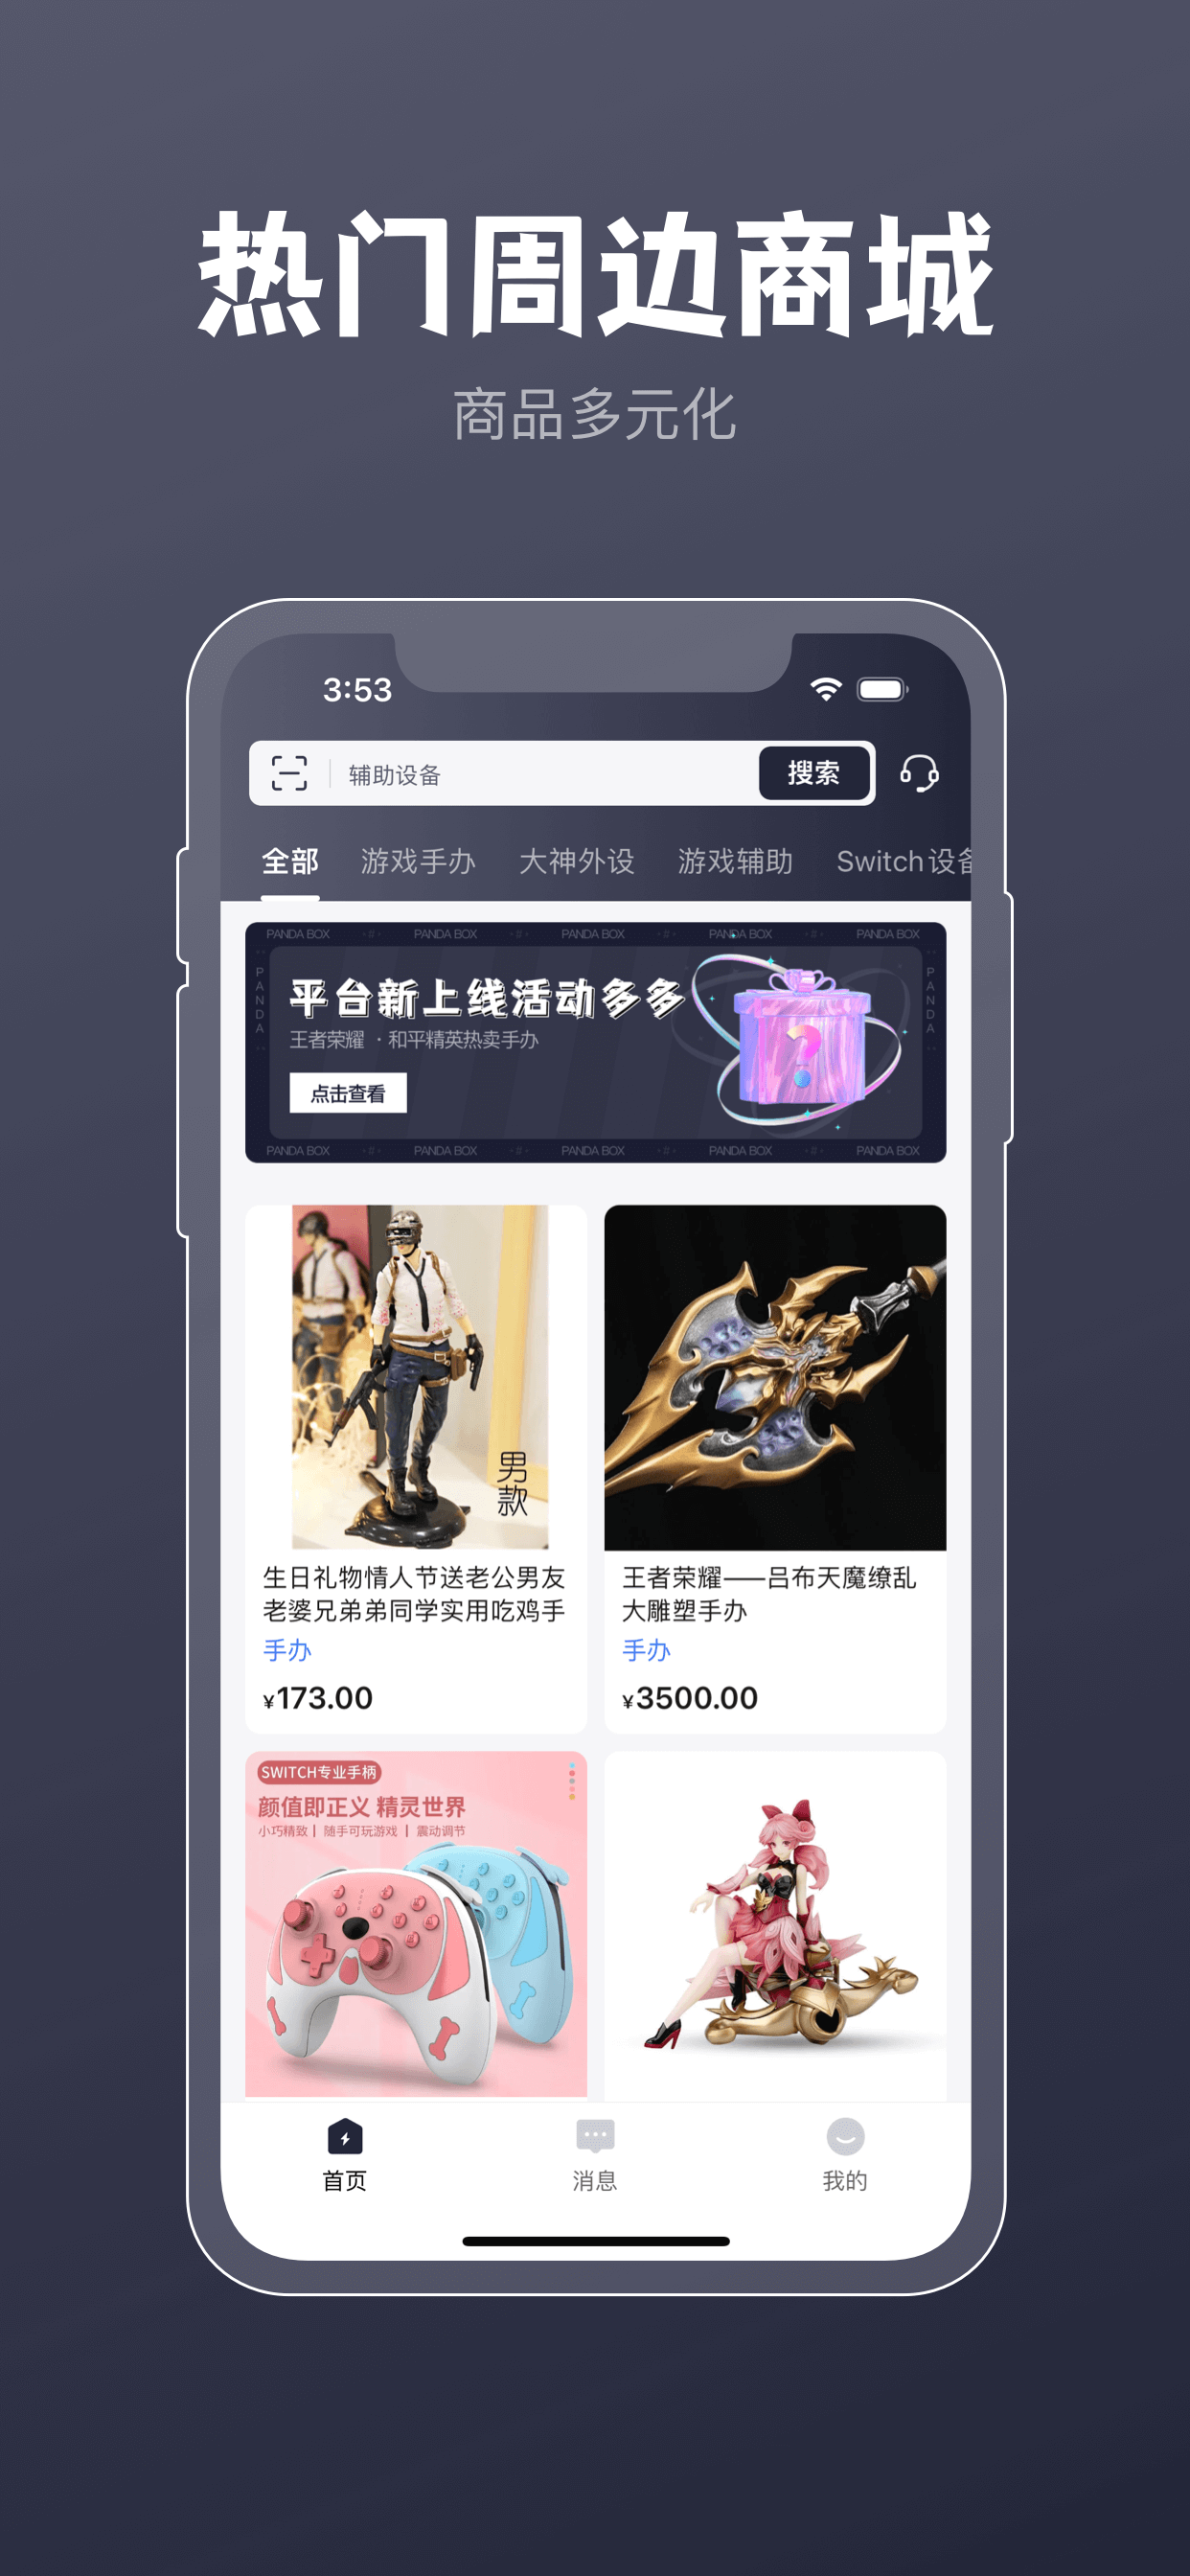 热门周边商城
商品多元化
3:53
辅助设备
搜索
全部 游戏手办 大神外设 游戏辅助 Switch设备
PANDA BOX ·#· PANDA BOX ·#· PANDA BOX ·#· PANDA BOX ·#· PANDA BOX
PANDA
PANDA
平台新上线活动多多
王者荣耀 · 和平精英热卖手办
点击查看
?
PANDA BOX ·#· PANDA BOX ·#· PANDA BOX ·#· PANDA BOX ·#· PANDA BOX
男款
生日礼物情人节送老公男友
老婆兄弟弟同学实用吃鸡手
手办
¥173.00
王者荣耀——吕布天魔缭乱
大雕塑手办
手办
¥3500.00
SWITCH专业手柄
颜值即正义 精灵世界
小巧精致 | 随手可玩游戏 | 震动调节
首页
消息
我的